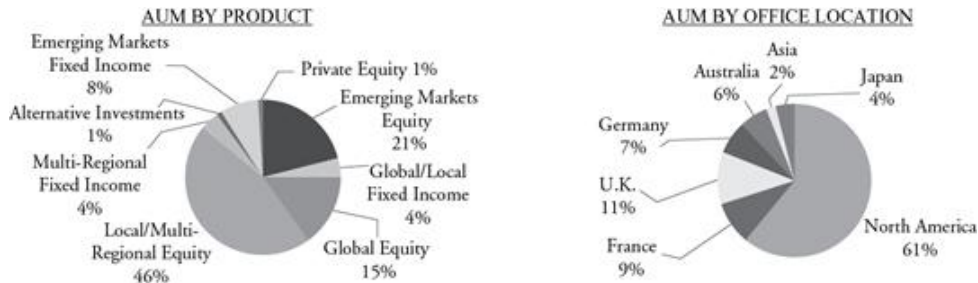 AUM BY PRODUCT
Emerging Markets
Fixed Income
8%
Private Equity 1%
Alternative Investments
1%
Emerging Markets
Equity
21%
Multi-Regional
Fixed Income
4%
Global/Local
Fixed Income
4%
Local/Multi-
Regional Equity
46%
Global Equity
15%
AUM BY OFFICE LOCATION
Asia
2%
Australia
6%
Japan
4%
Germany
7%
U.K.
11%
North America
61%
France
9%